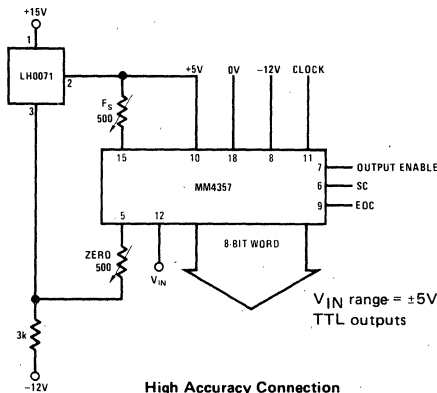 +15V
1
LH0071
2
3
+5V 0V −12V CLOCK
FS
500
15 10 18 8 11
MM4357
7 OUTPUT ENABLE
6 SC
9 EOC
5 12
8-BIT WORD
ZERO
500
VIN
VIN range = ±5V
TTL outputs
3k
−12V
High Accuracy Connection